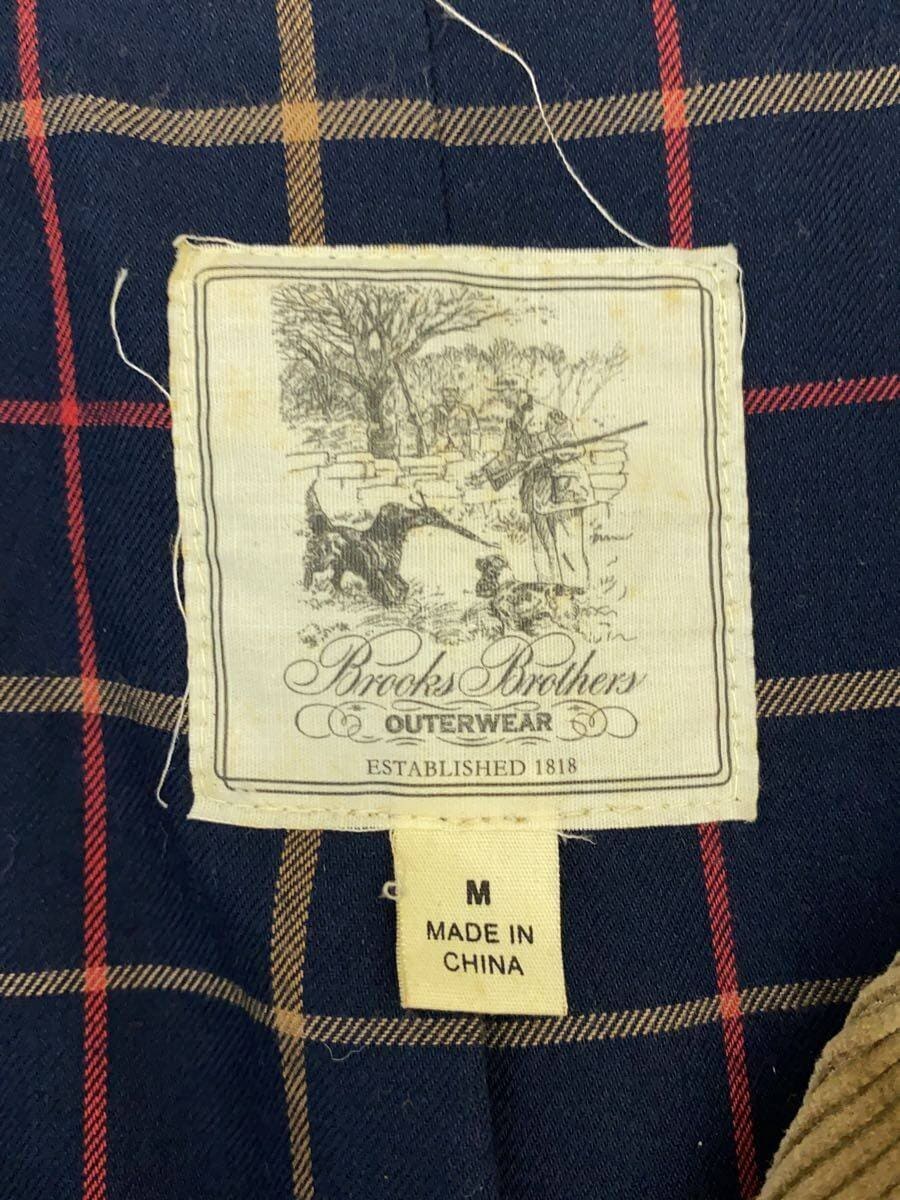 Brooks Brothers
OUTERWEAR
ESTABLISHED 1818
M
MADE IN
CHINA